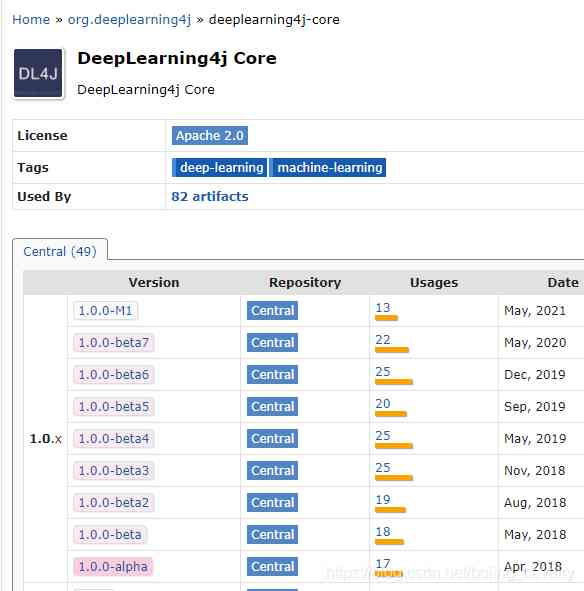 Home » org.deeplearning4j » deeplearning4j-core
DL4J
DeepLearning4j Core
DeepLearning4j Core
License Apache 2.0
Tags deep-learning machine-learning
Used By 82 artifacts
Central (49)
Version Repository Usages Date
1.0.0-M1 Central 13 May, 2021
1.0.0-beta7 Central 22 May, 2020
1.0.0-beta6 Central 25 Dec, 2019
1.0.0-beta5 Central 20 Sep, 2019
1.0.x 1.0.0-beta4 Central 25 May, 2019
1.0.0-beta3 Central 25 Nov, 2018
1.0.0-beta2 Central 19 Aug, 2018
1.0.0-beta Central 18 May, 2018
1.0.0-alpha Central 17 Apr, 2018